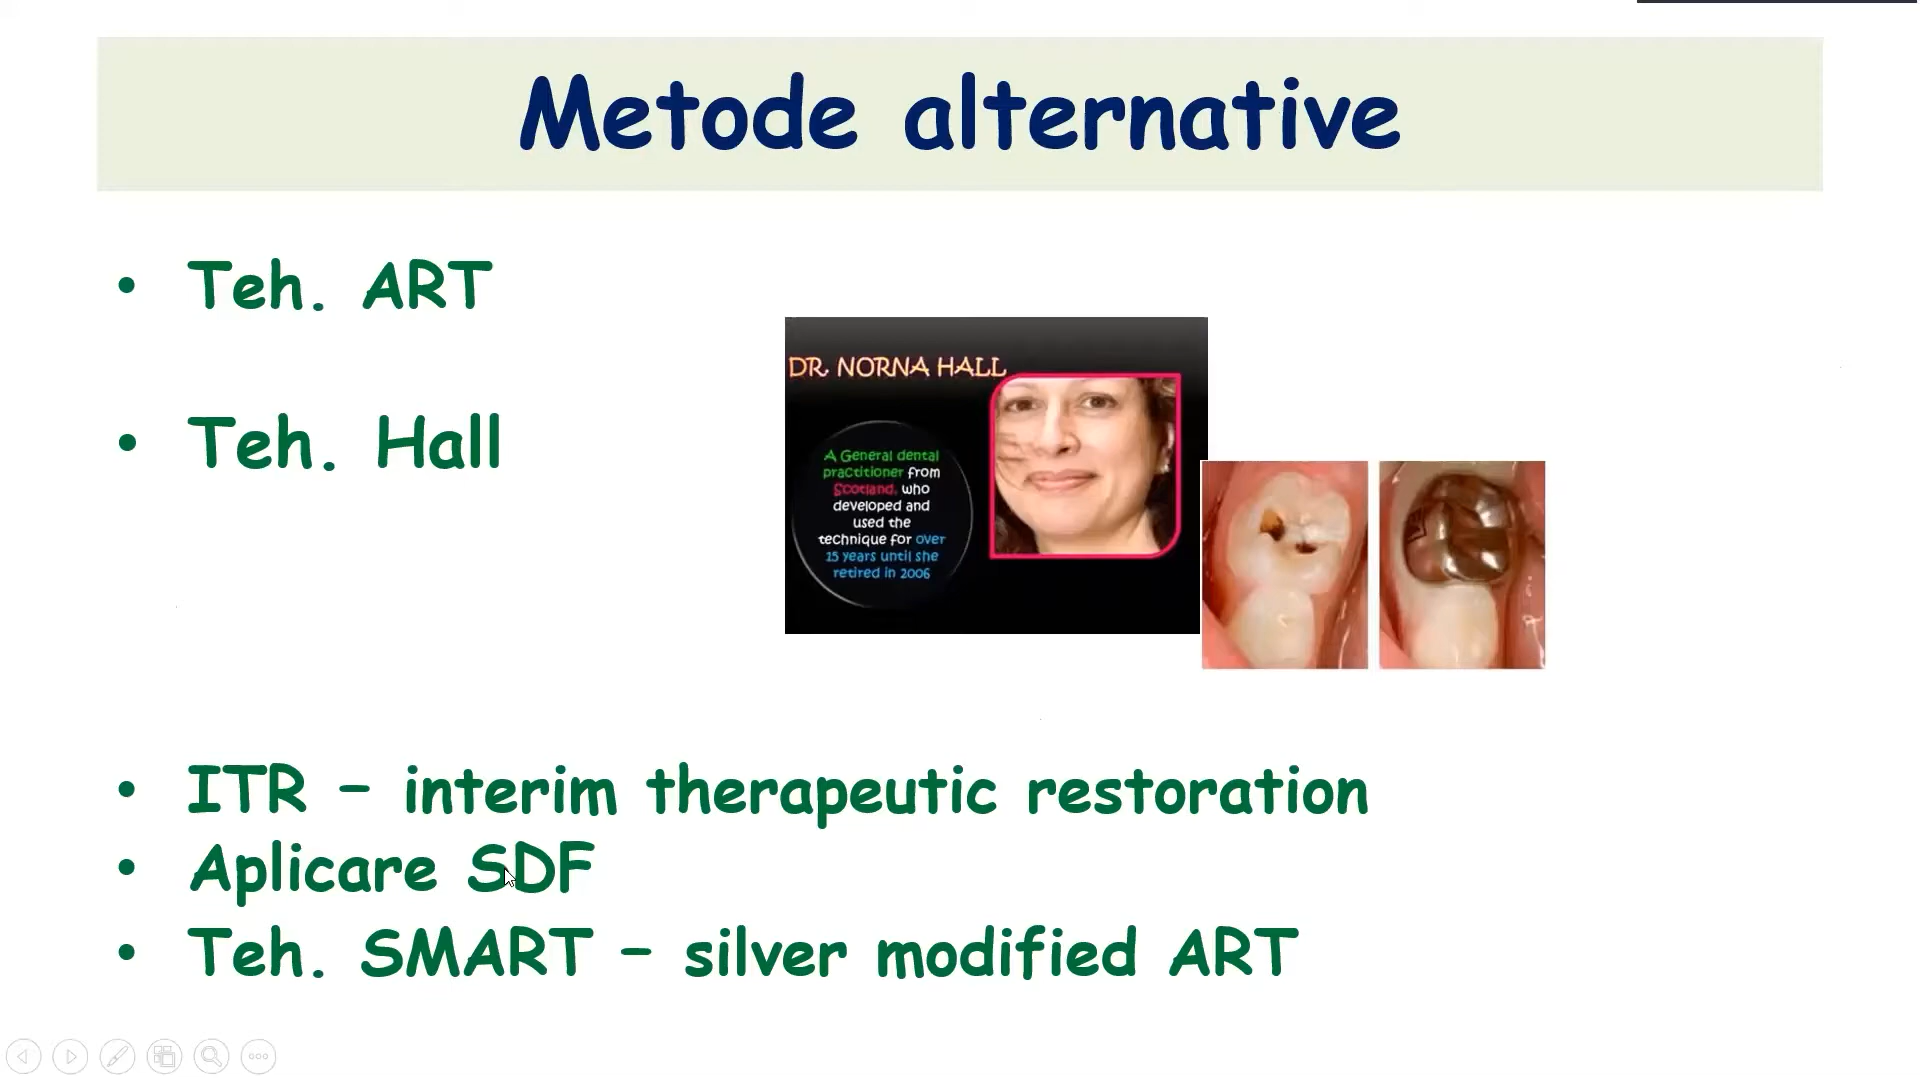 Metode alternative
• Teh. ART
• Teh. Hall
DR. NORNA HALL
A General dental
practitioner from
Scotland, who
developed and
used the
technique for over
15 years until she
retired in 2006
• ITR – interim therapeutic restoration
• Aplicare SDF
• Teh. SMART – silver modified ART